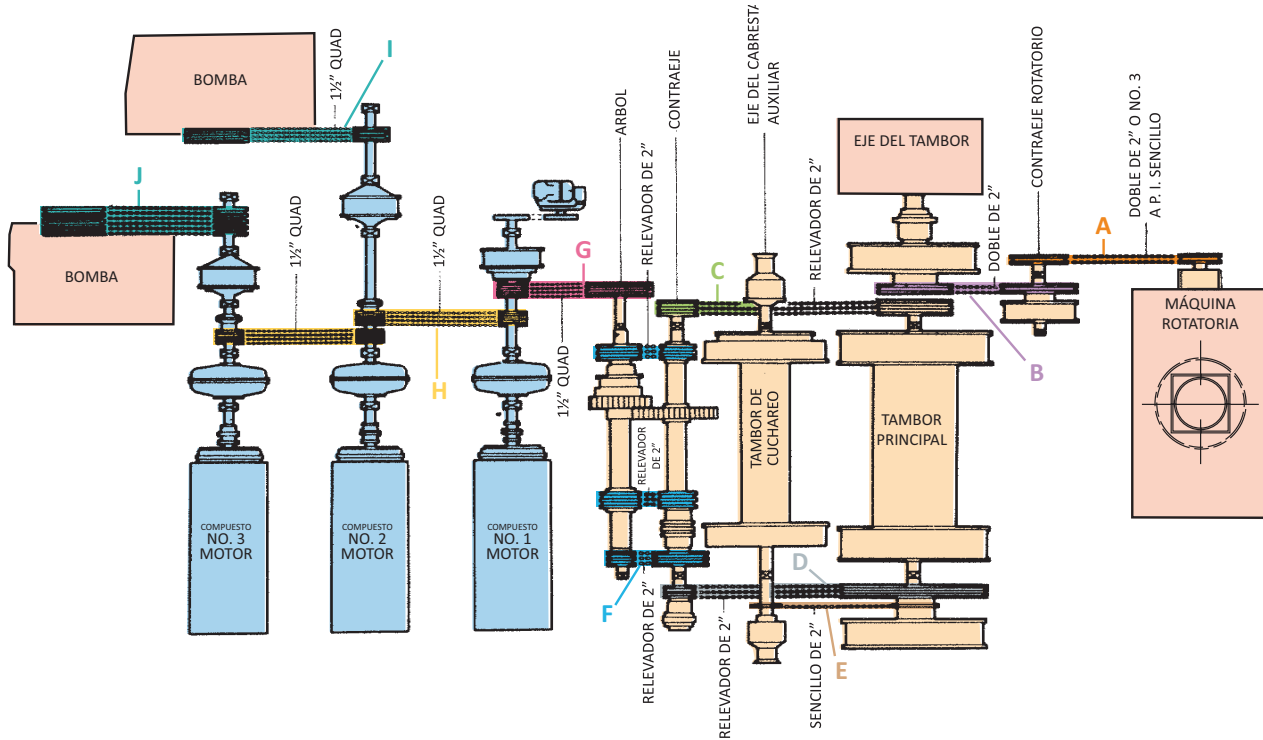 BOMBA
1½” QUAD
I
J
BOMBA
1½” QUAD
1½” QUAD
H
G
1½” QUAD
ARBOL
RELEVADOR DE 2”
CONTRAEJE
C
EJE DEL CABRESTA
AUXILIAR
RELEVADOR DE 2”
EJE DEL TAMBOR
DOBLE DE 2”
B
CONTRAEJE ROTATORIO
A
DOBLE DE 2” O NO. 3
A P. I. SENCILLO
MÁQUINA
ROTATORIA
TAMBOR DE
CUCHAREO
TAMBOR
PRINCIPAL
RELEVADOR
DE 2”
COMPUESTO
NO. 3
MOTOR
COMPUESTO
NO. 2
MOTOR
COMPUESTO
NO. 1
MOTOR
F
RELEVADOR DE 2”
RELEVADOR DE 2”
D
SENCILLO DE 2”
E